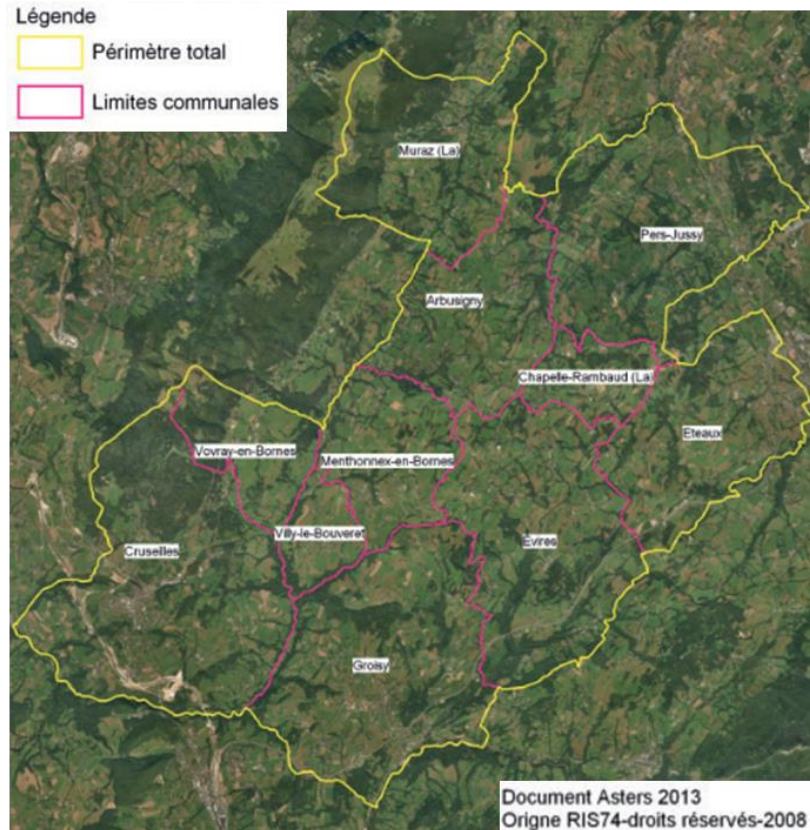 Légende
Périmètre total
Limites communales
Muraz (La)
Pers-Jussy
Arbusigny
Chapelle-Rambaud (La)
Eteaux
Vovray-en-Bornes
Menthonnex-en-Bornes
Villy-le-Bouveret
Evires
Cruseilles
Groisy
Document Asters 2013
Origne RIS74-droits réservés-2008